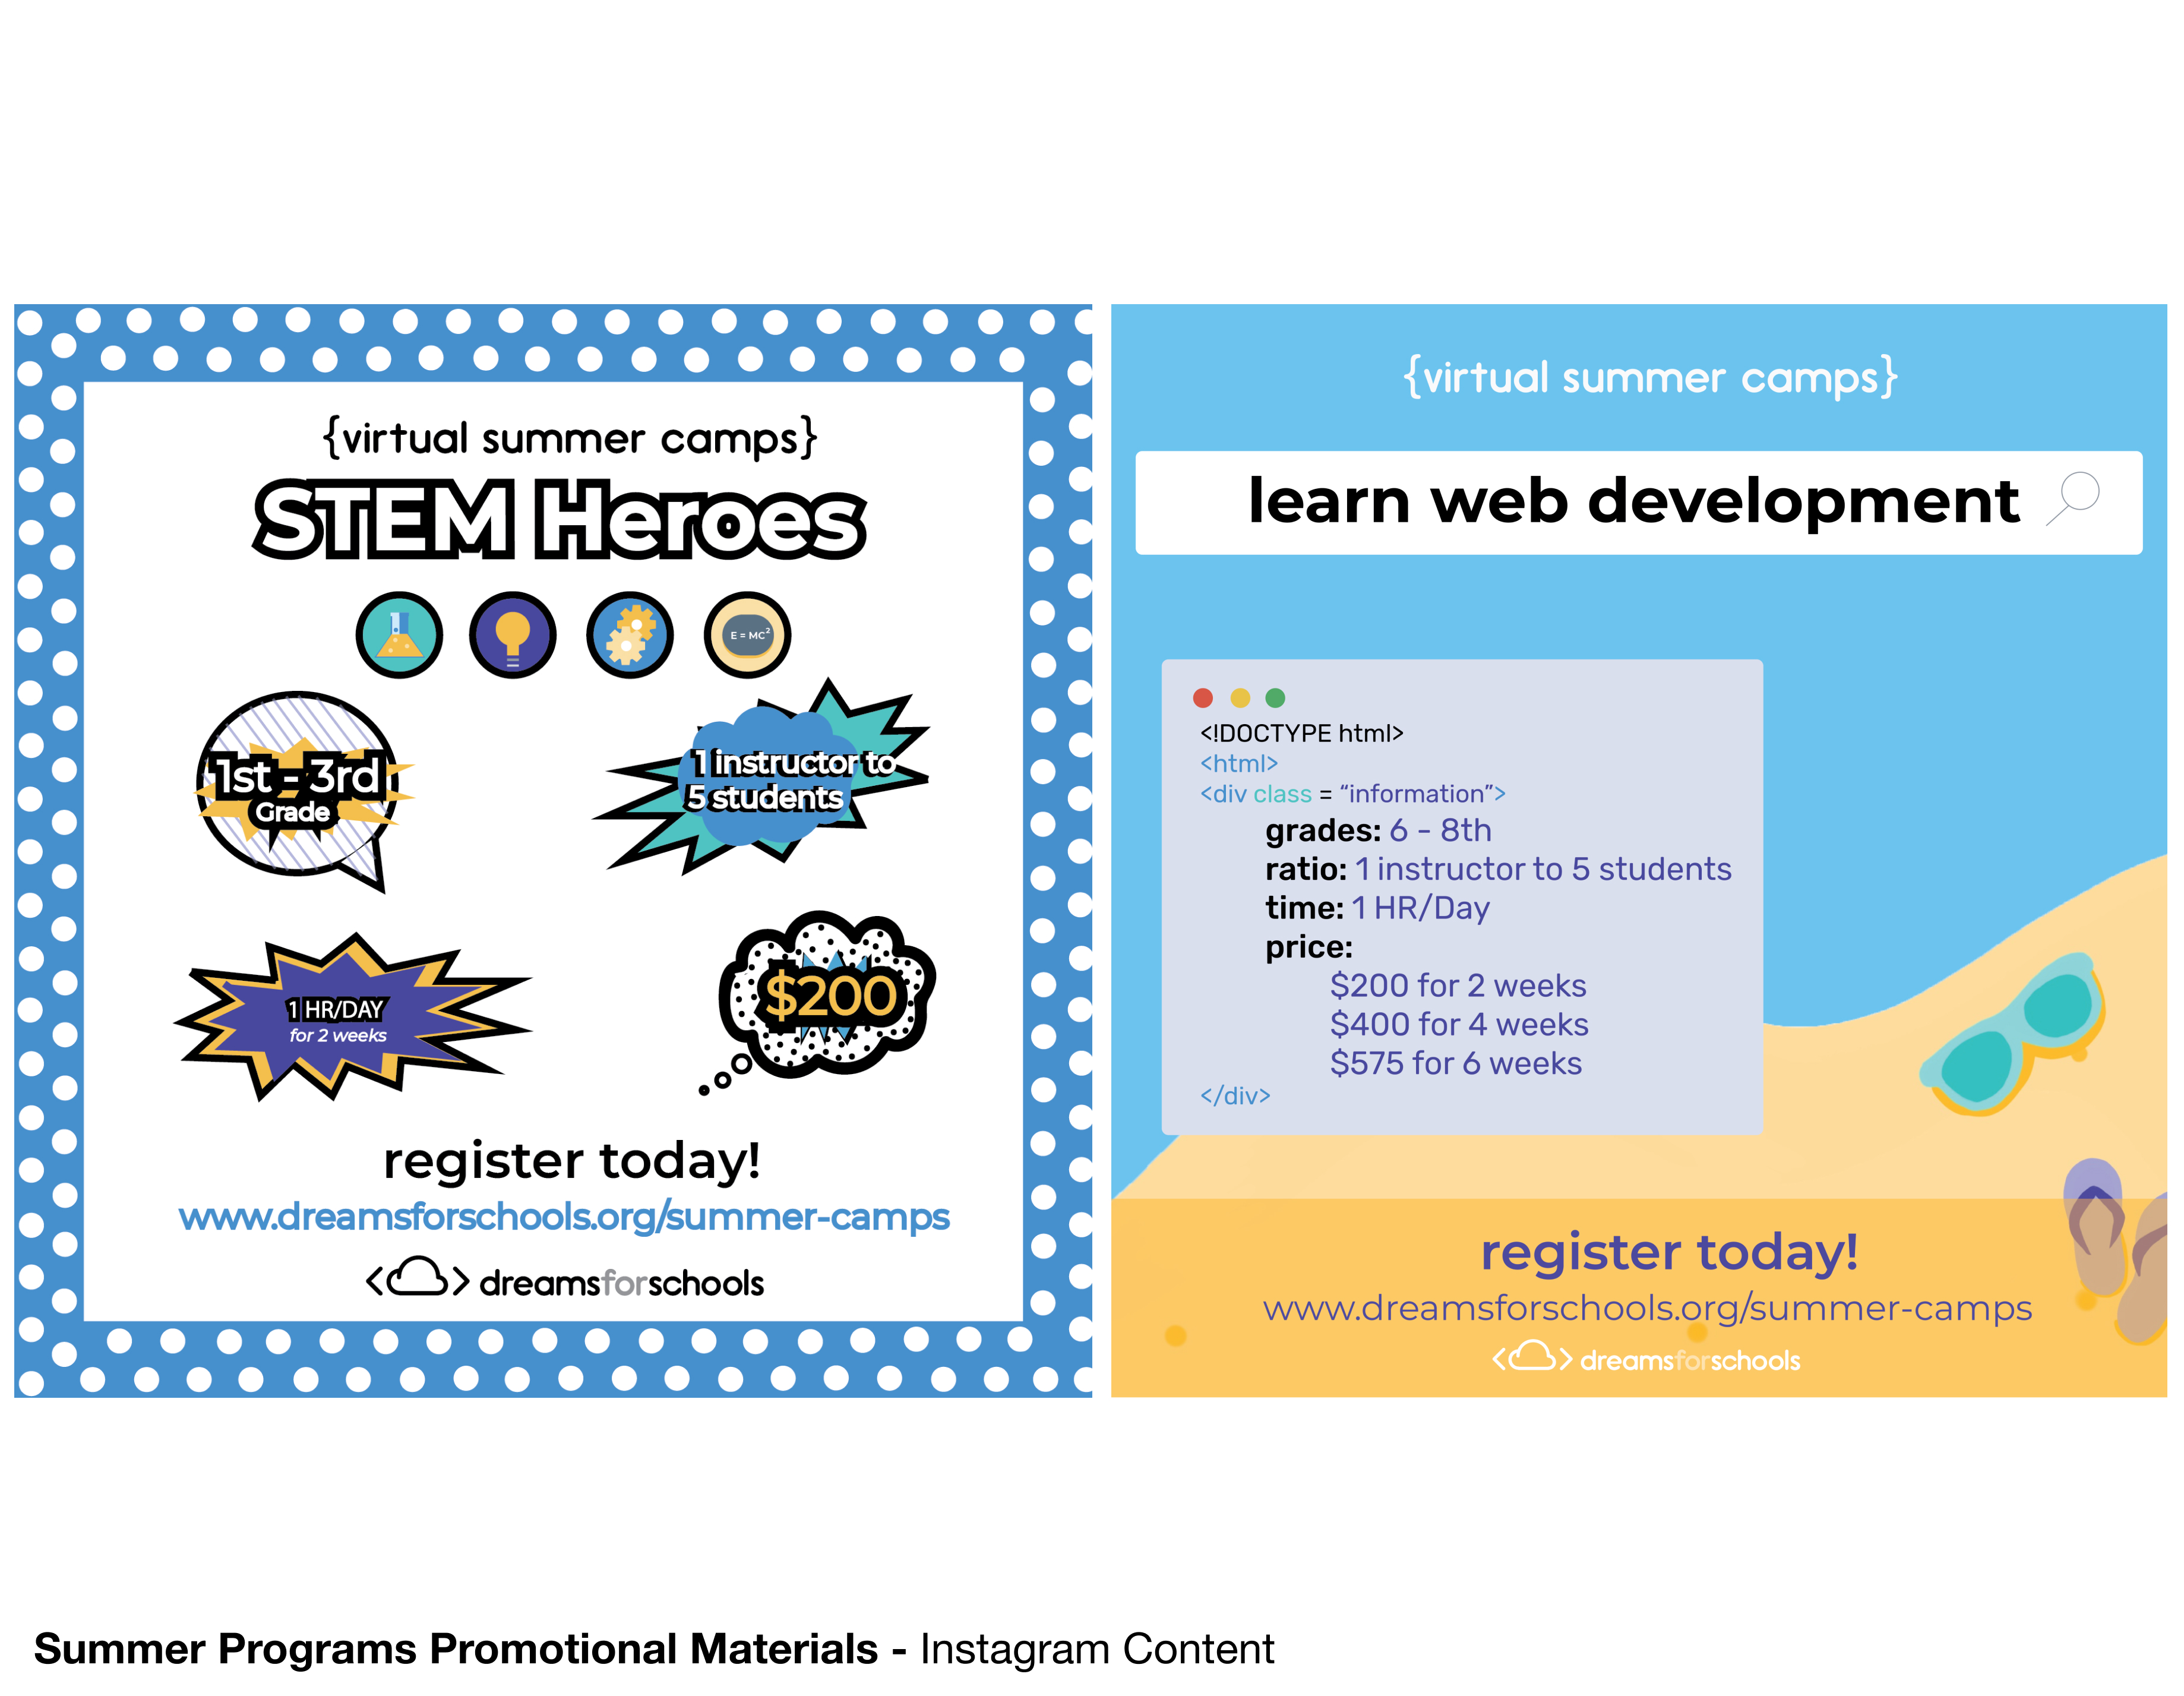 {virtual summer camps}
STEM Heroes
E = MC²
1st - 3rd
Grade
1 instructor to
5 students
1 HR/DAY
for 2 weeks
$200
register today!
www.dreamsforschools.org/summer-camps
<> dreamsforschools
{virtual summer camps}
learn web development
<!DOCTYPE html>
<html>
<div class = “information”>
grades: 6 - 8th
ratio: 1 instructor to 5 students
time: 1 HR/Day
price:
$200 for 2 weeks
$400 for 4 weeks
$575 for 6 weeks
</div>
register today!
www.dreamsforschools.org/summer-camps
<> dreamsforschools
Summer Programs Promotional Materials - Instagram Content